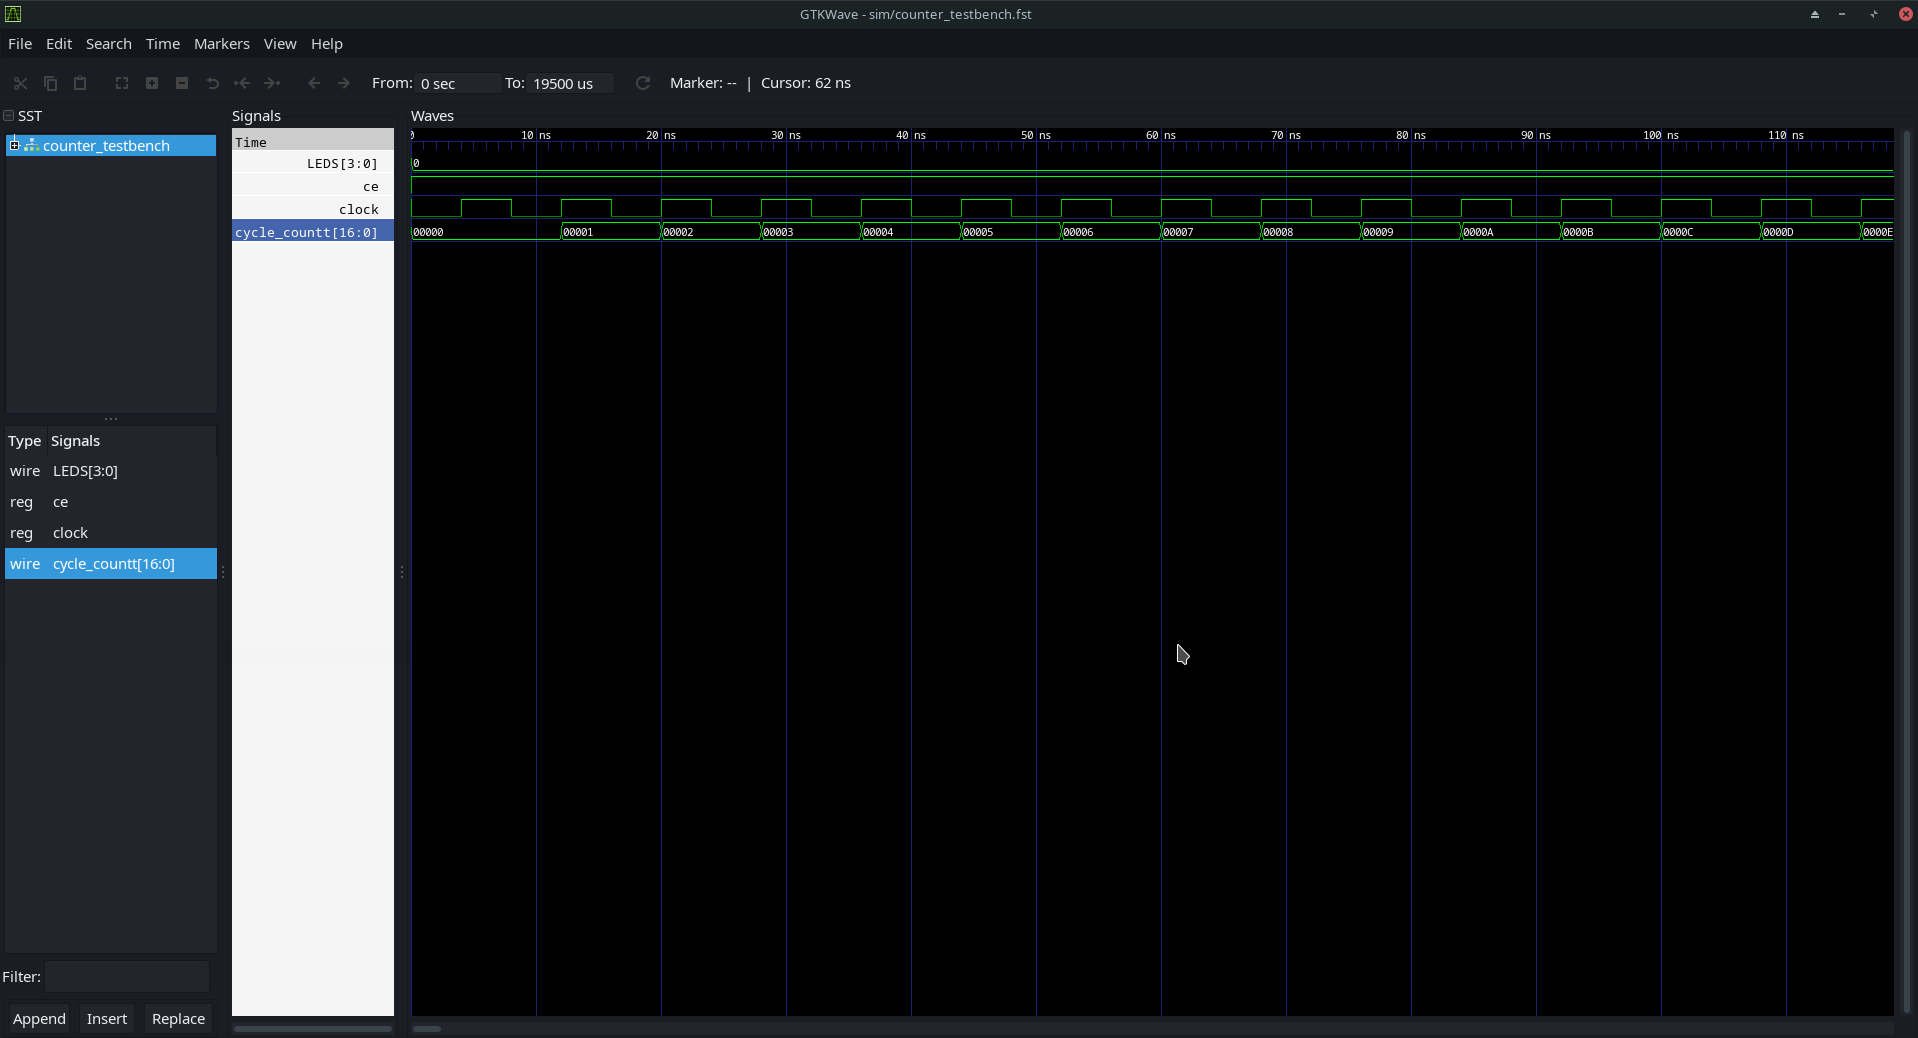 GTKWave - sim/counter_testbench.fst
File Edit Search Time Markers View Help
From: 0 sec To: 19500 us Marker: -- | Cursor: 62 ns
SST
counter_testbench
Type Signals
wire LEDS[3:0]
reg ce
reg clock
wire cycle_countt[16:0]
Filter:
Append Insert Replace
Signals
Time
LEDS[3:0]
ce
clock
cycle_countt[16:0]
Waves
0 10 ns 20 ns 30 ns 40 ns 50 ns 60 ns 70 ns 80 ns 90 ns 100 ns 110 ns
0
00000 00001 00002 00003 00004 00005 00006 00007 00008 00009 0000A 0000B 0000C 0000D 0000E